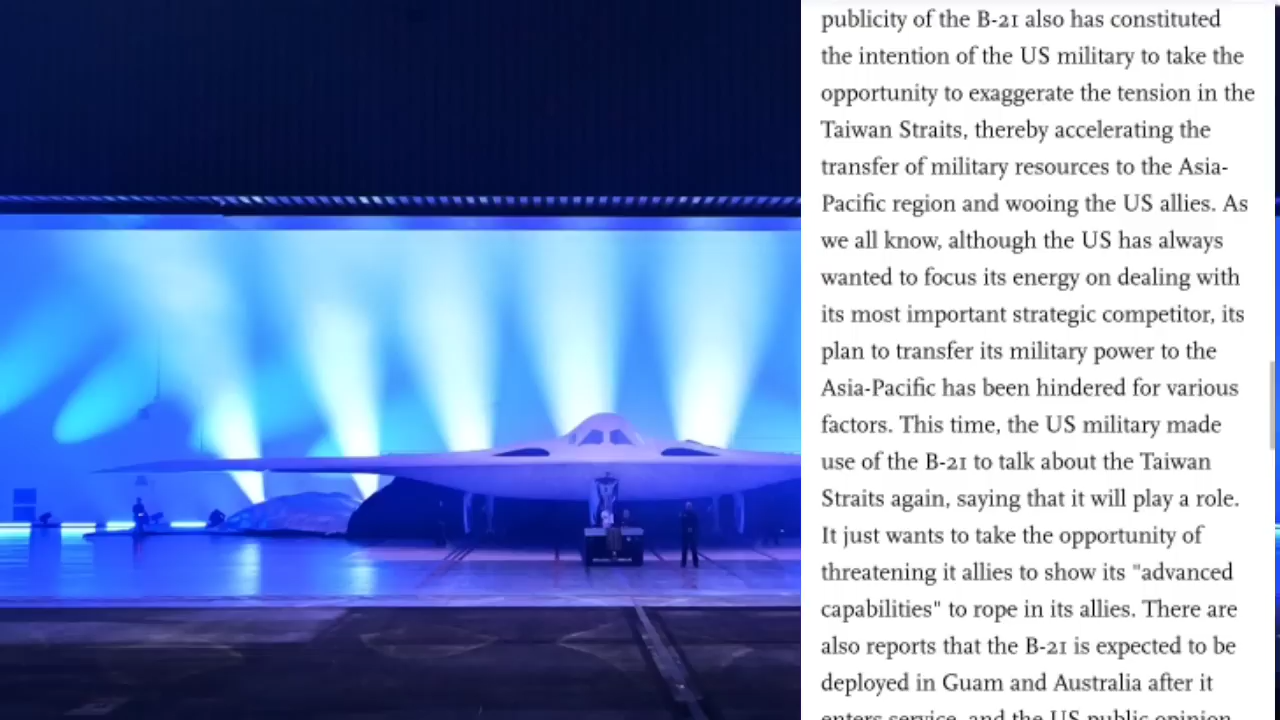 publicity of the B-21 also has constituted
the intention of the US military to take the
opportunity to exaggerate the tension in the
Taiwan Straits, thereby accelerating the
transfer of military resources to the Asia-
Pacific region and wooing the US allies. As
we all know, although the US has always
wanted to focus its energy on dealing with
its most important strategic competitor, its
plan to transfer its military power to the
Asia-Pacific has been hindered for various
factors. This time, the US military made
use of the B-21 to talk about the Taiwan
Straits again, saying that it will play a role.
It just wants to take the opportunity of
threatening it allies to show its "advanced
capabilities" to rope in its allies. There are
also reports that the B-21 is expected to be
deployed in Guam and Australia after it
enters service, and the US public opinion